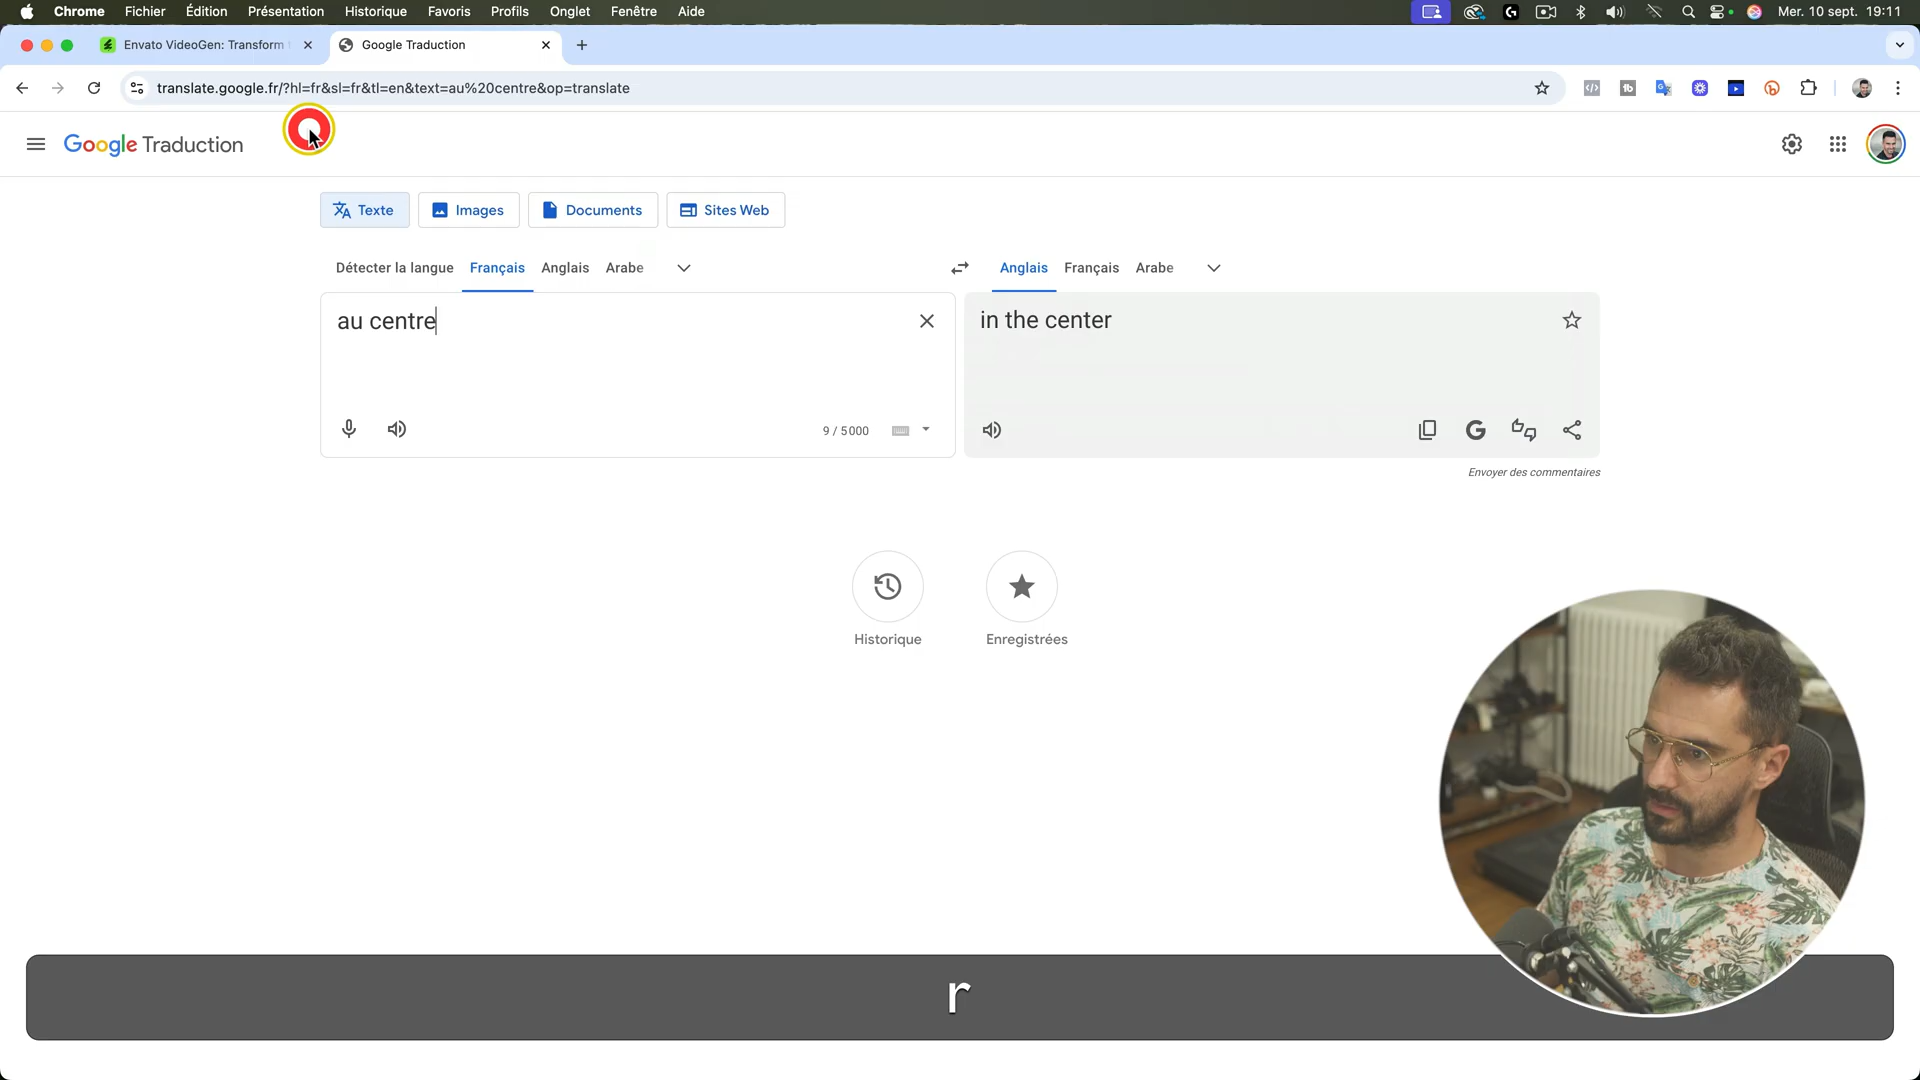 Chrome Fichier Édition Présentation Historique Favoris Profils Onglet Fenêtre Aide Mer. 10 sept. 19:11
Envato VideoGen: Transform Google Traduction
translate.google.fr/?hl=fr&sl=fr&tl=en&text=au%20centre&op=translate
Google Traduction
Texte Images Documents Sites Web
Détecter la langue Français Anglais Arabe Anglais Français Arabe
au centre in the center
9 / 5000
Envoyer des commentaires
Historique Enregistrées
r